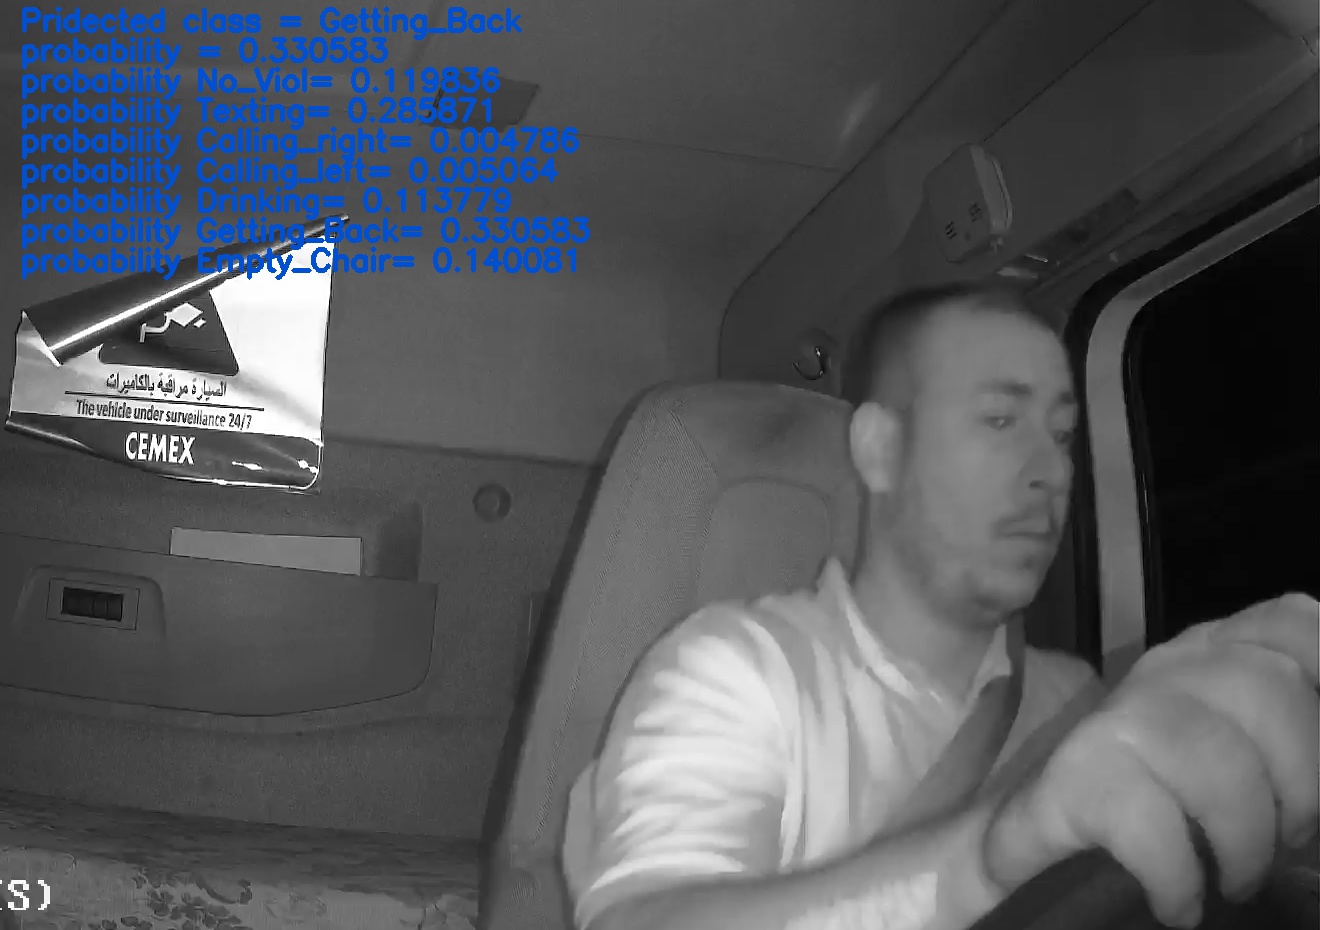 Pridected class = Getting_Back
probability = 0.330583
probability No_Viol= 0.119836
probability Texting= 0.285871
probability Calling_right= 0.004786
probability Calling_left= 0.005064
probability Drinking= 0.113779
probability Getting_Back= 0.330583
probability Empty_Chair= 0.140081
السيارة مراقبة بالكاميرات
The vehicle under surveillance 24/7
CEMEX
S)